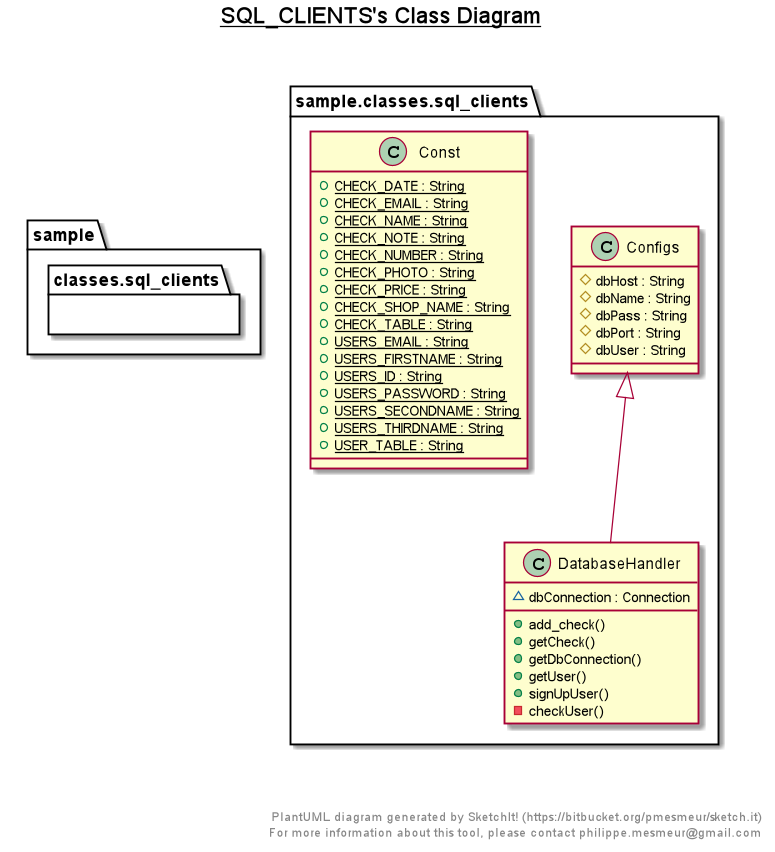 SQL_CLIENTS's Class Diagram
sample
classes.sql_clients
sample.classes.sql_clients
C Const
CHECK_DATE : String
CHECK_EMAIL : String
CHECK_NAME : String
CHECK_NOTE : String
CHECK_NUMBER : String
CHECK_PHOTO : String
CHECK_PRICE : String
CHECK_SHOP_NAME : String
CHECK_TABLE : String
USERS_EMAIL : String
USERS_FIRSTNAME : String
USERS_ID : String
USERS_PASSWORD : String
USERS_SECONDNAME : String
USERS_THIRDNAME : String
USER_TABLE : String
C Configs
dbHost : String
dbName : String
dbPass : String
dbPort : String
dbUser : String
C DatabaseHandler
dbConnection : Connection
add_check()
getCheck()
getDbConnection()
getUser()
signUpUser()
checkUser()
PlantUML diagram generated by SketchIt! (https://bitbucket.org/pmesmeur/sketch.it)
For more information about this tool, please contact philippe.mesmeur@gmail.com